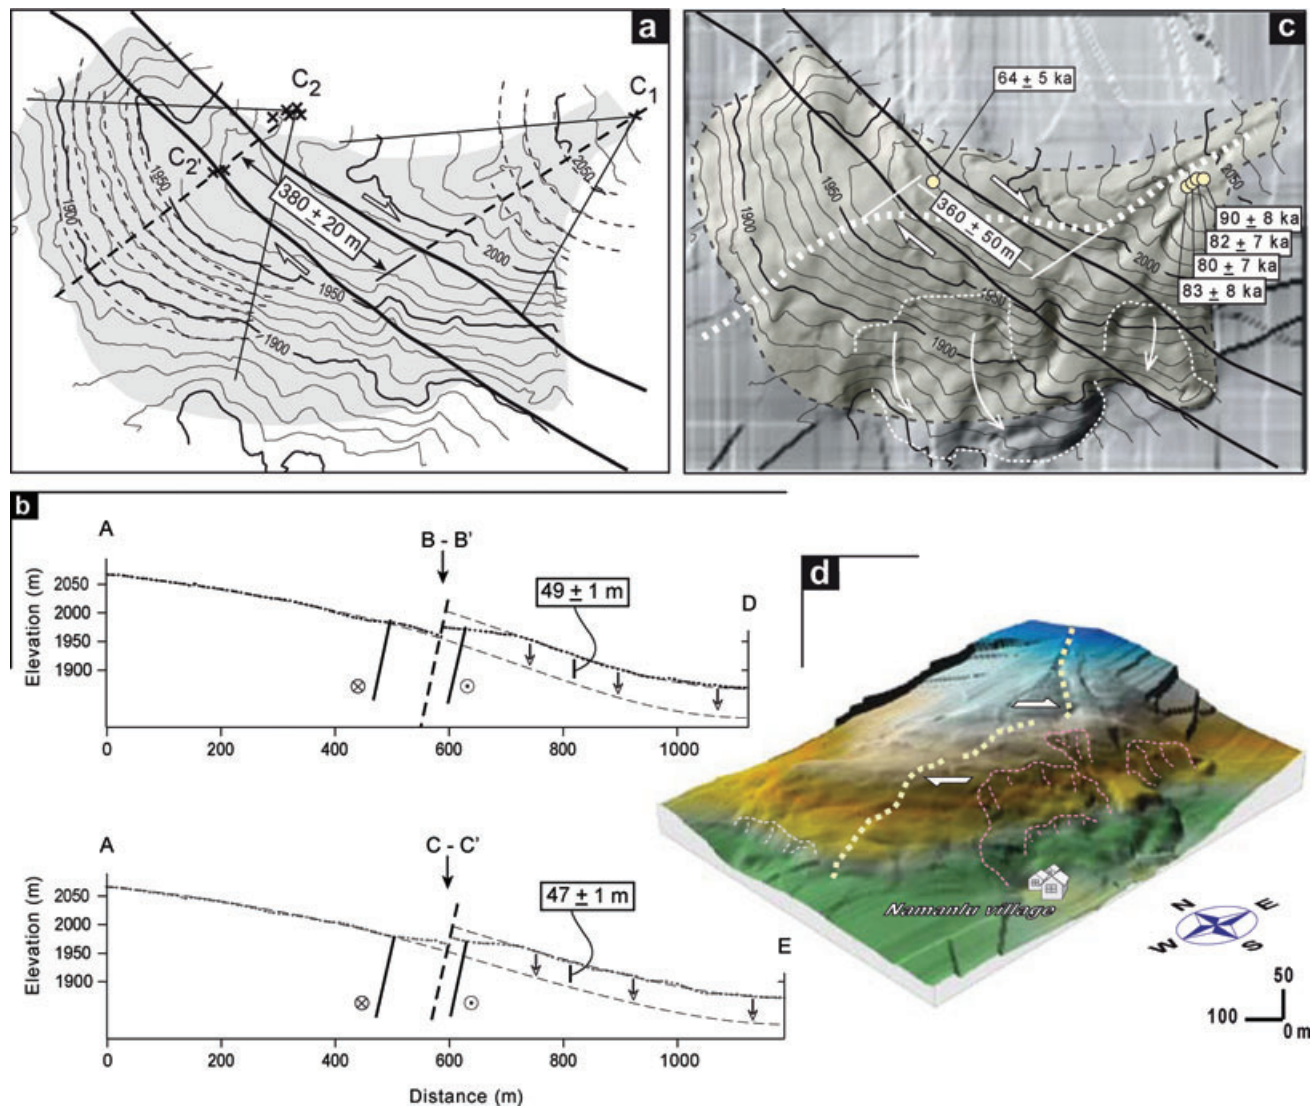 a
C2
C1
C2'
380 + 20 m
1950
1900
2050
2000
1950
1900
c
64 ± 5 ka
2050
1950
1900
360 ± 50 m
90 ± 8 ka
82 ± 7 ka
80 ± 7 ka
83 ± 8 ka
2000
1950
1900
b
A
B - B'
49 ± 1 m
D
Elevation (m)
2050
2000
1950
1900
0 200 400 600 800 1000
A
C - C'
47 ± 1 m
E
Elevation (m)
2050
2000
1950
1900
0 200 400 600 800 1000
Distance (m)
d
Namanlu village
N E
W S
50
100
0 m